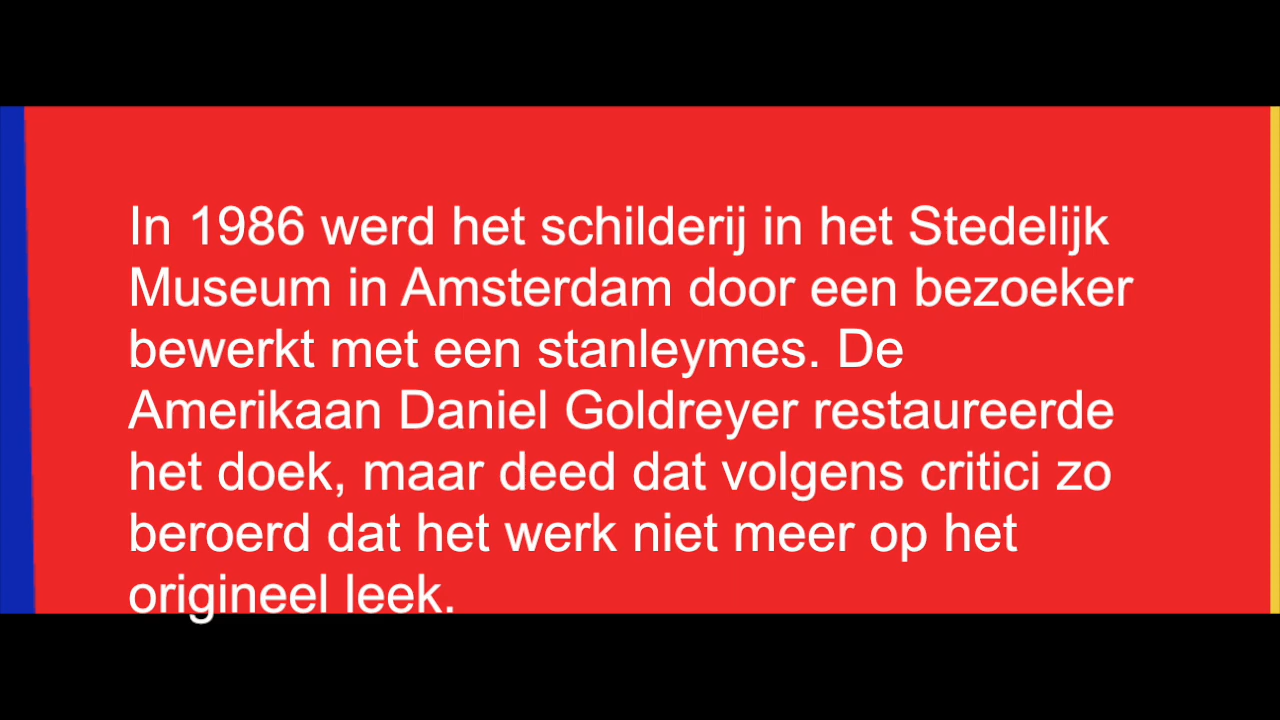 In 1986 werd het schilderij in het Stedelijk
Museum in Amsterdam door een bezoeker
bewerkt met een stanleymes. De
Amerikaan Daniel Goldreyer restaureerde
het doek, maar deed dat volgens critici zo
beroerd dat het werk niet meer op het
origineel leek.